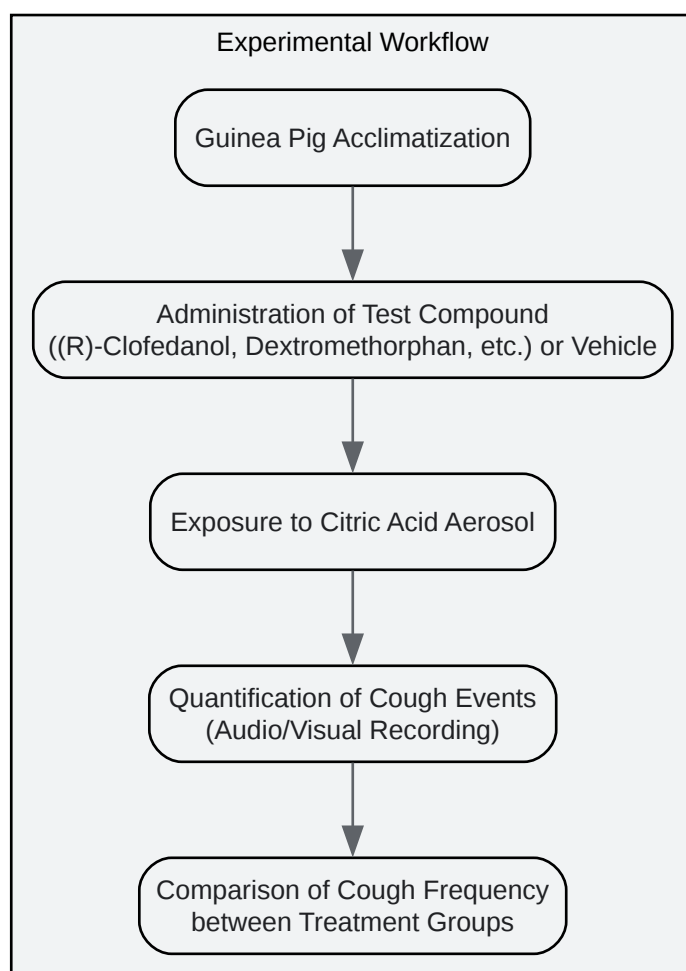 Experimental Workflow
Guinea Pig Acclimatization
Administration of Test Compound
((R)-Clofedanol, Dextromethorphan, etc.) or Vehicle
Exposure to Citric Acid Aerosol
Quantification of Cough Events
(Audio/Visual Recording)
Comparison of Cough Frequency
between Treatment Groups